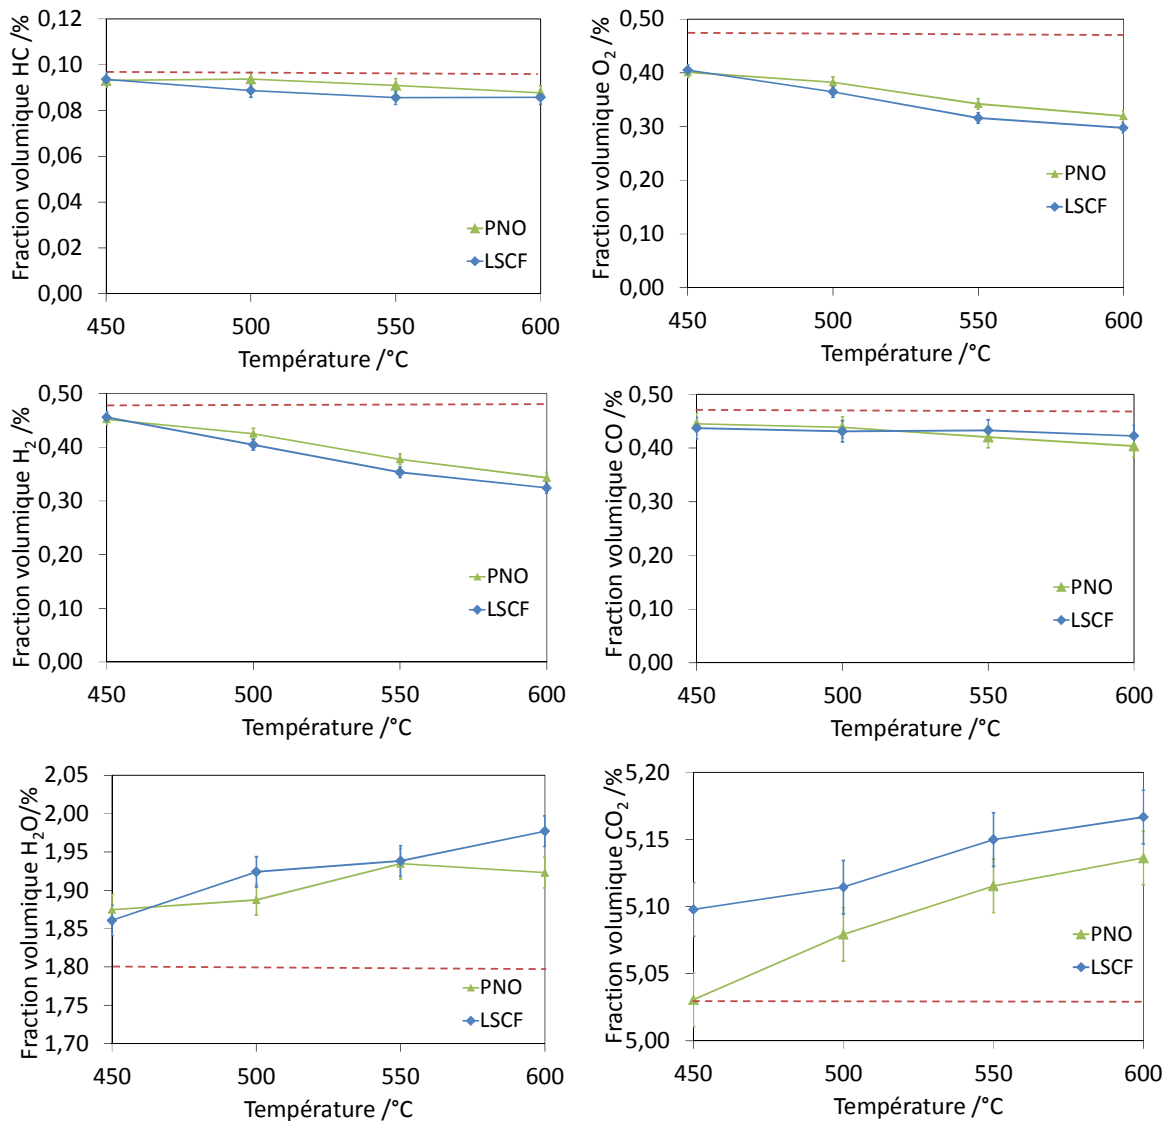 Fraction volumique HC /%
0,12
0,10
0,08
0,06
0,04
0,02
0,00
450
500
550
600
Température /°C
PNO
LSCF
Fraction volumique O₂ /%
0,50
0,40
0,30
0,20
0,10
0,00
450
500
550
600
Température /°C
PNO
LSCF
Fraction volumique H₂ /%
0,50
0,40
0,30
0,20
0,10
0,00
450
500
550
600
Température /°C
PNO
LSCF
Fraction volumique CO /%
0,50
0,40
0,30
0,20
0,10
0,00
450
500
550
600
Température /°C
PNO
LSCF
Fraction volumique H₂O/%
2,05
2,00
1,95
1,90
1,85
1,80
1,75
1,70
450
500
550
600
Température /°C
PNO
LSCF
Fraction volumique CO₂ /%
5,20
5,15
5,10
5,05
5,00
450
500
550
600
Température /°C
PNO
LSCF